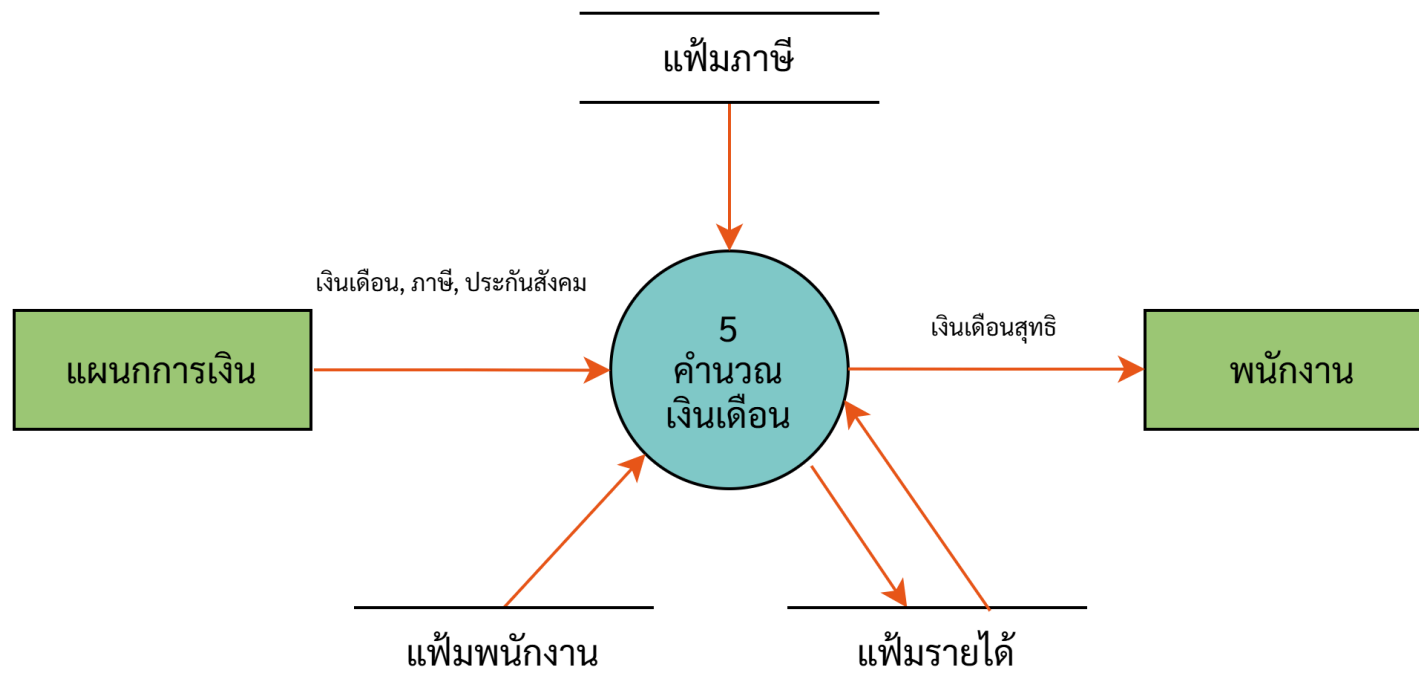 แฟ้มภาษี
เงินเดือน, ภาษี, ประกันสังคม
แผนกการเงิน
5
คำนวณ
เงินเดือน
เงินเดือนสุทธิ
พนักงาน
แฟ้มพนักงาน
แฟ้มรายได้